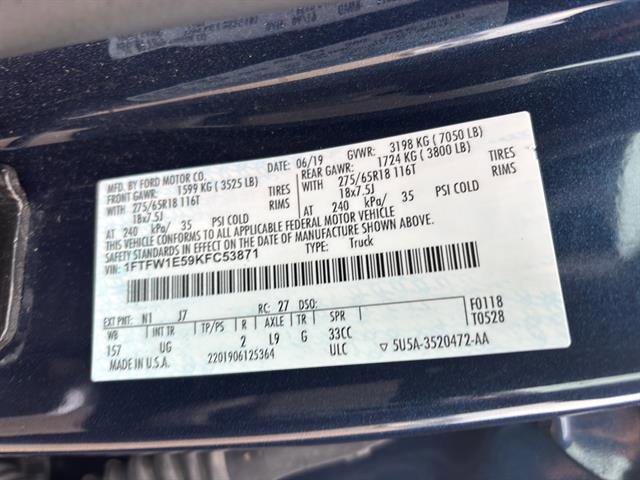 MFD. BY FORD MOTOR CO. 06/19 GVWR: 3198 KG ( 7050 LB)
FRONT GAWR: 1599 KG ( 3525 LB) REAR GAWR: 1724 KG ( 3800 LB)
WITH 275/65R18 116T TIRES WITH 275/65R18 116T TIRES
18x7.5J RIMS 18x7.5J RIMS
AT 240 kPa/ 35 PSI COLD AT 240 kPa/ 35 PSI COLD
THIS VEHICLE CONFORMS TO ALL APPLICABLE FEDERAL MOTOR VEHICLE
SAFETY STANDARDS IN EFFECT ON THE DATE OF MANUFACTURE SHOWN ABOVE.
VIN: 1FTFW1E59KFC53871 TYPE: Truck
EXT PNT: N1 J7 RC: 27 DSO: F0118
WB INT TR TP/PS R AXLE TR SPR T0528
157 UG 2 L9 G 33CC
MADE IN U.S.A. 2201906125364 ULC ▽ 5U5A-3520472-AA